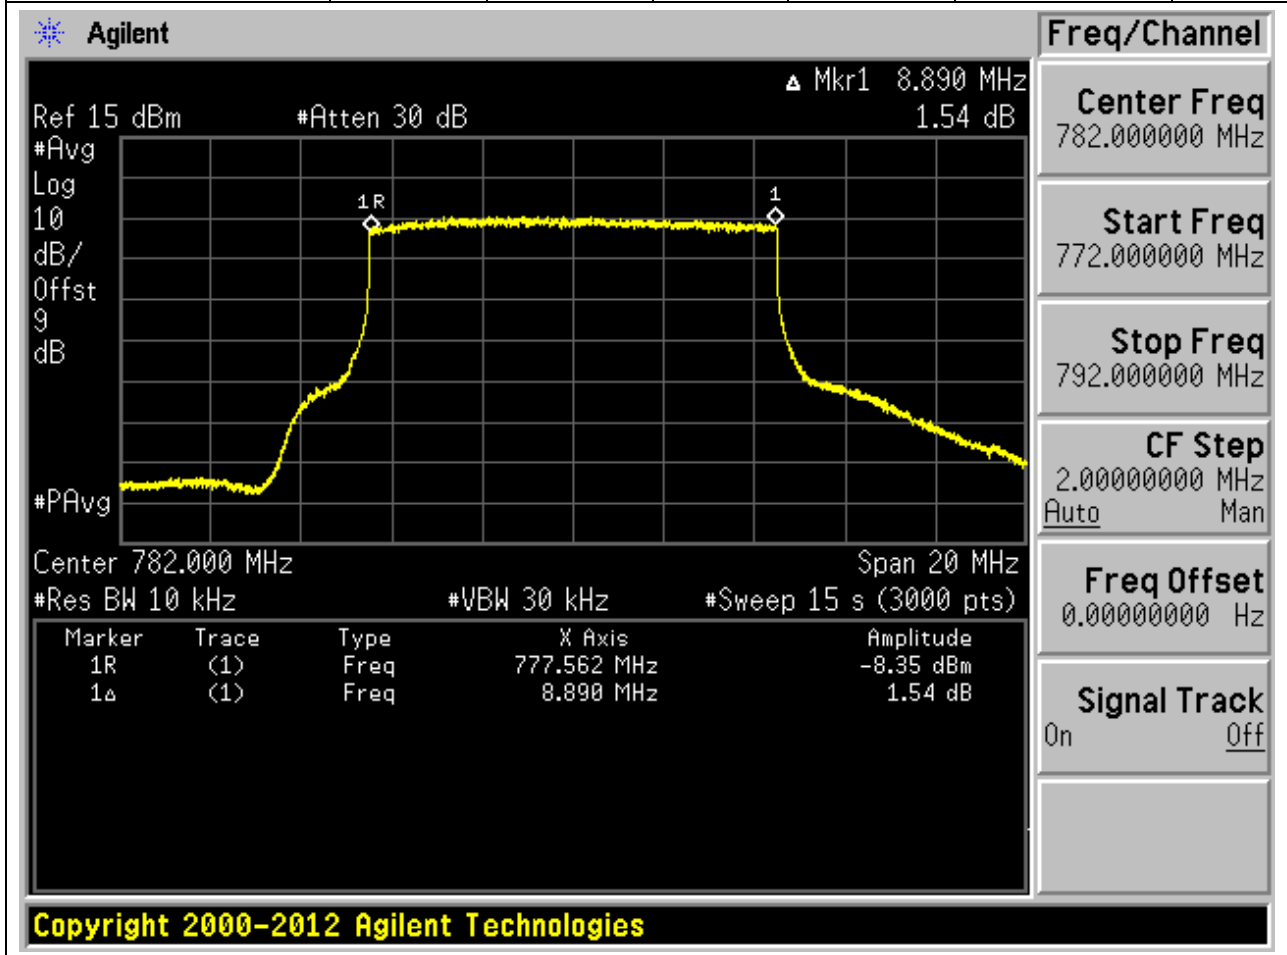 Agilent
Freq/Channel
Δ Mkr1 8.890 MHz
Ref 15 dBm #Atten 30 dB 1.54 dB
#Avg
Log
10
dB/
Offst
9
dB
1R
1
#PAvg
Center 782.000 MHz Span 20 MHz
#Res BW 10 kHz #VBW 30 kHz #Sweep 15 s (3000 pts)
Marker Trace Type X Axis Amplitude
1R (1) Freq 777.562 MHz -8.35 dBm
1Δ (1) Freq 8.890 MHz 1.54 dB
Center Freq
782.000000 MHz
Start Freq
772.000000 MHz
Stop Freq
792.000000 MHz
CF Step
2.00000000 MHz
Auto Man
Freq Offset
0.00000000 Hz
Signal Track
On Off
Copyright 2000-2012 Agilent Technologies